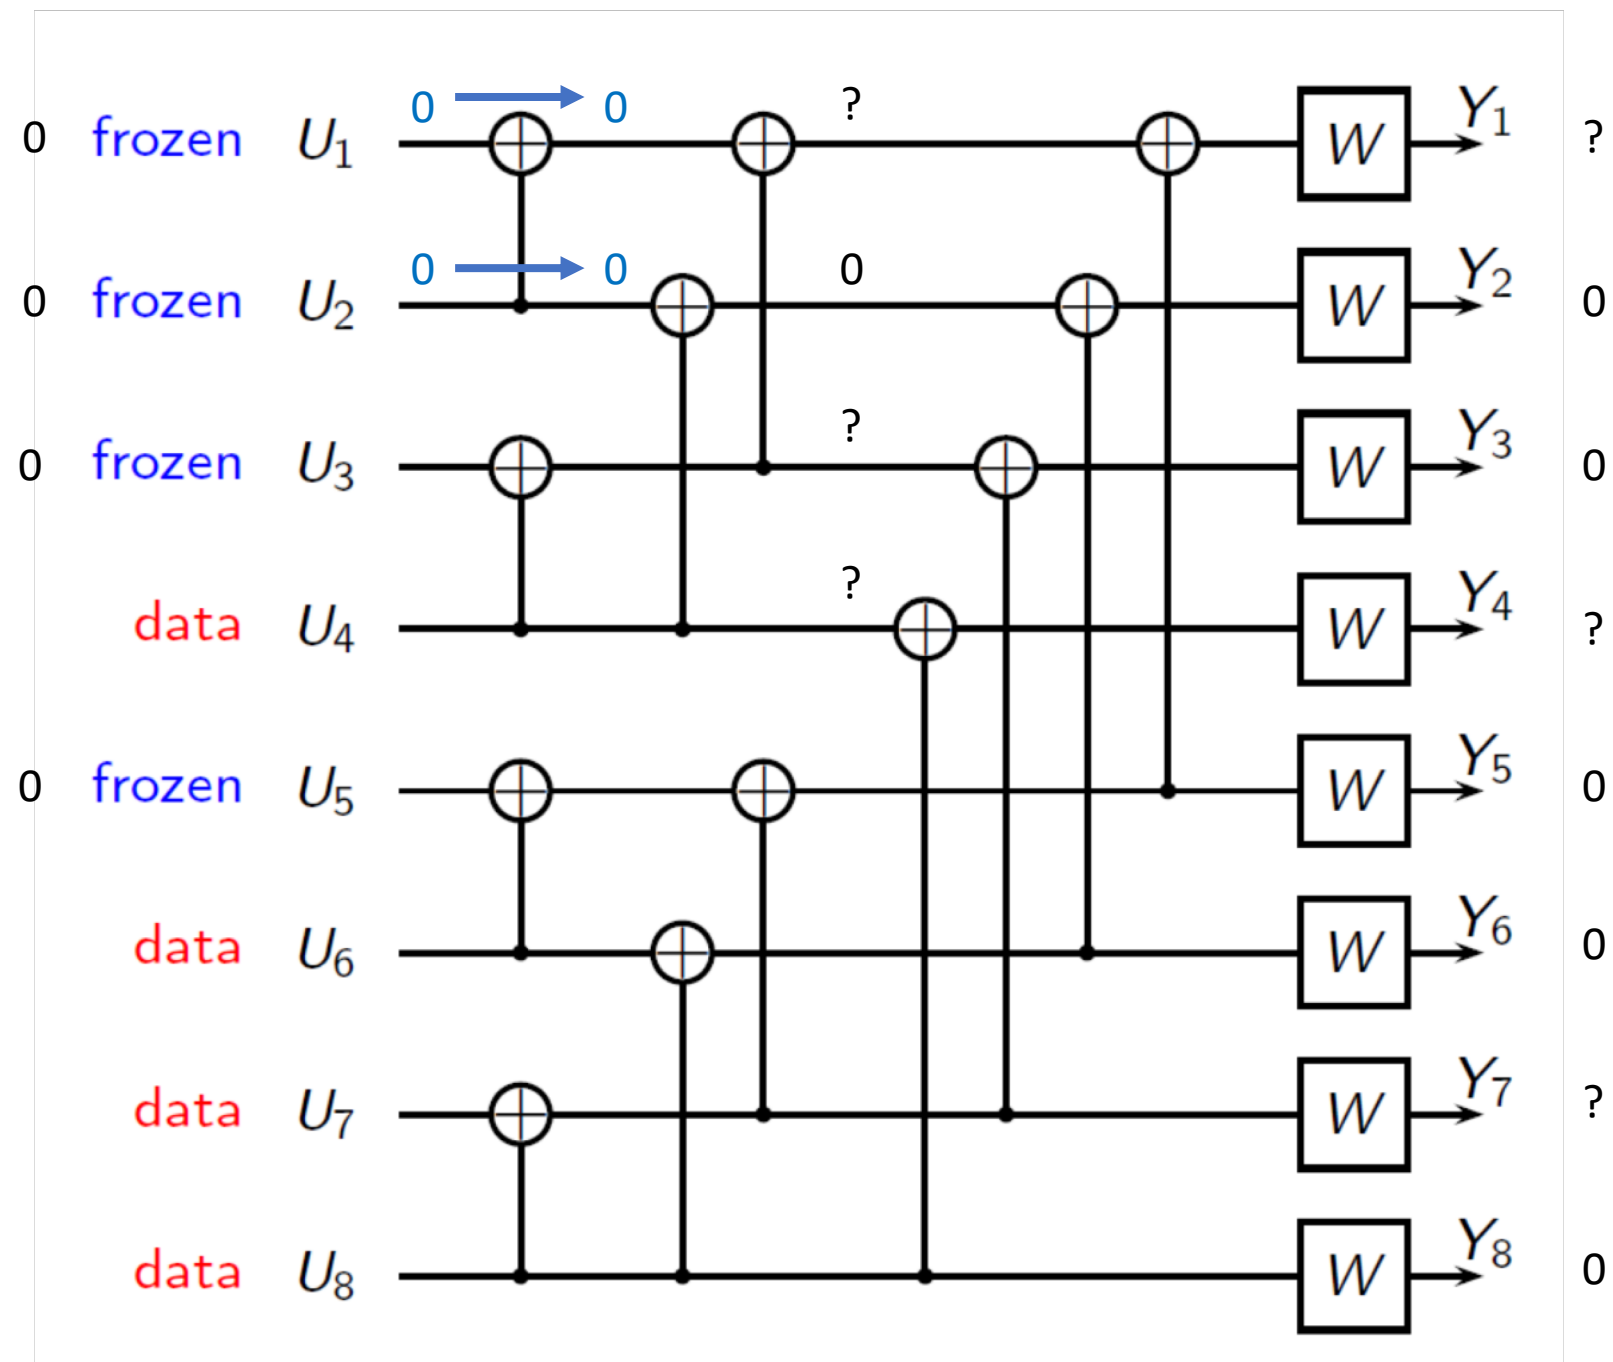 0 → 0 ?
0 frozen U1 W Y1 ?
0 → 0 0
0 frozen U2 W Y2 0
?
0 frozen U3 W Y3 0
?
data U4 W Y4 ?
0 frozen U5 W Y5 0
data U6 W Y6 0
data U7 W Y7 ?
data U8 W Y8 0